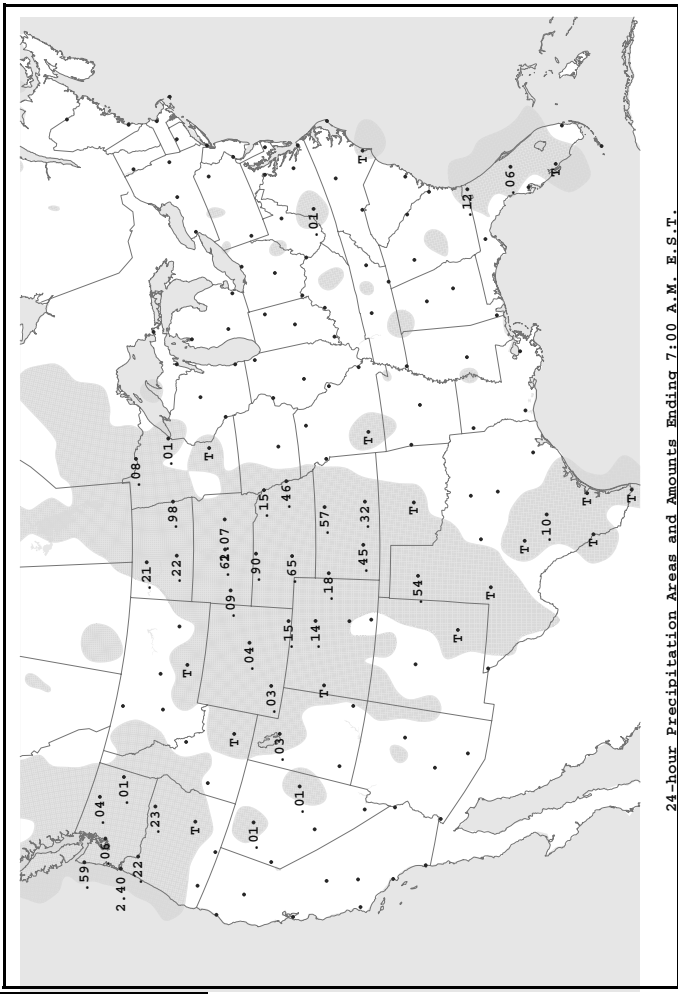 .59
.04
.06
2.40
.01
.08
.22
.21
.23
.01
.98
.22
T
T
T
.62 .07
.09
T
.04
.01
.90
.15
.03
.03
.46
.15
.65
.01
.01
.14
.57
T
.18
T
.45
.32
T
T
.54
T
.12
T
.06
T
.10
T
T
T
T
24-hour Precipitation Areas and Amounts Ending 7:00 A.M. E.S.T.